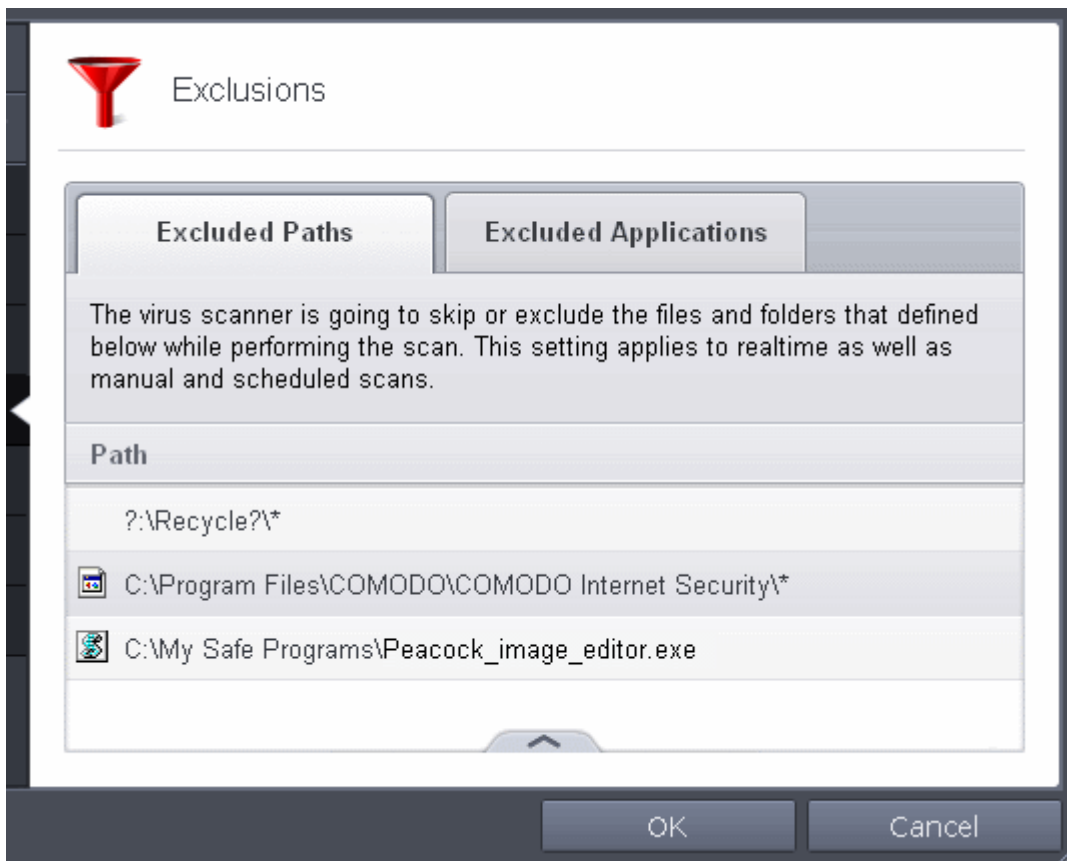 Exclusions
Excluded Paths
Excluded Applications
The virus scanner is going to skip or exclude the files and folders that defined
below while performing the scan. This setting applies to realtime as well as
manual and scheduled scans.
Path
?:\Recycle?\*
C:\Program Files\COMODO\COMODO Internet Security\*
C:\My Safe Programs\Peacock_image_editor.exe
OK
Cancel